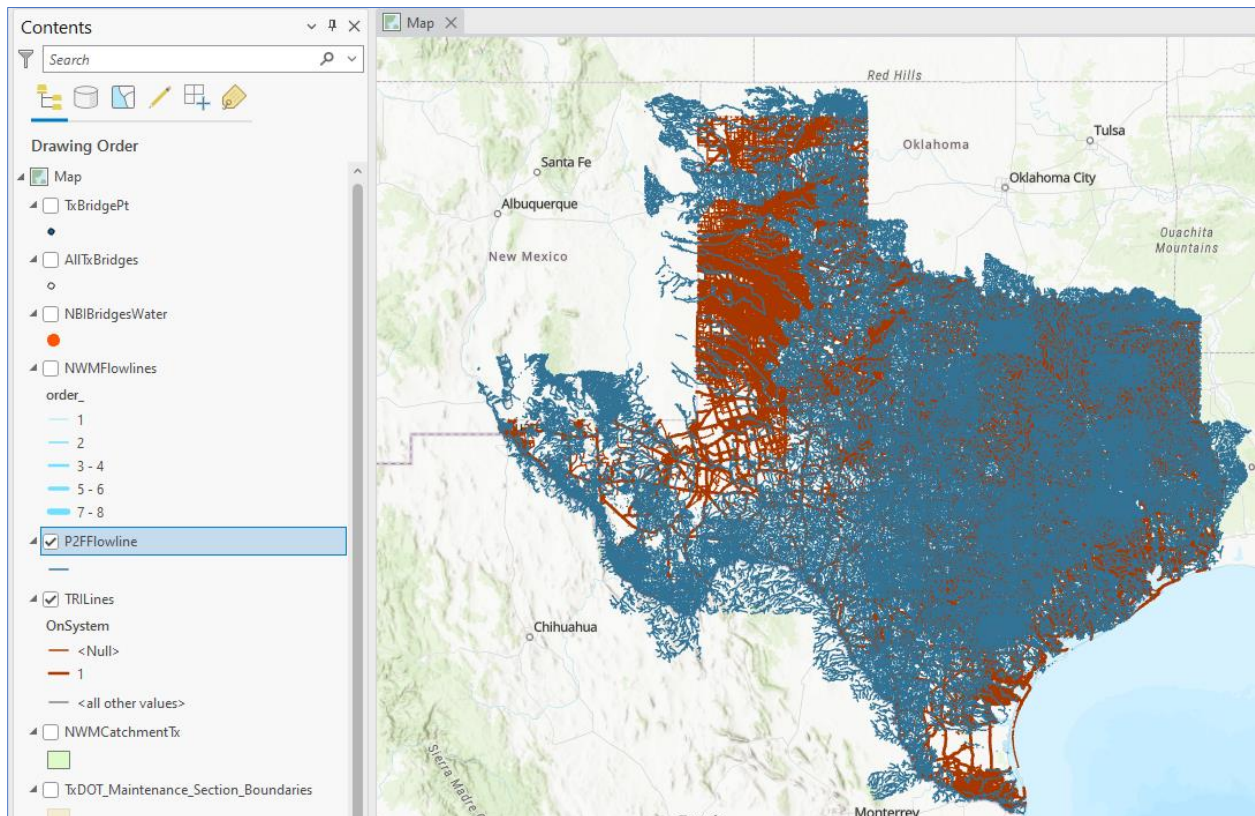 Contents
Search
Drawing Order
Map
TxBridgePt
AllTxBridges
NBIBridgesWater
NWMFlowlines
order_
1
2
3 - 4
5 - 6
7 - 8
P2FFlowline
TRILines
OnSystem
<Null>
1
<all other values>
NWMCatchmentTx
TxDOT_Maintenance_Section_Boundaries
Map
Red Hills
Tulsa
Oklahoma
Santa Fe
Oklahoma City
Albuquerque
Ouachita
Mountains
New Mexico
Chihuahua
Monterrey